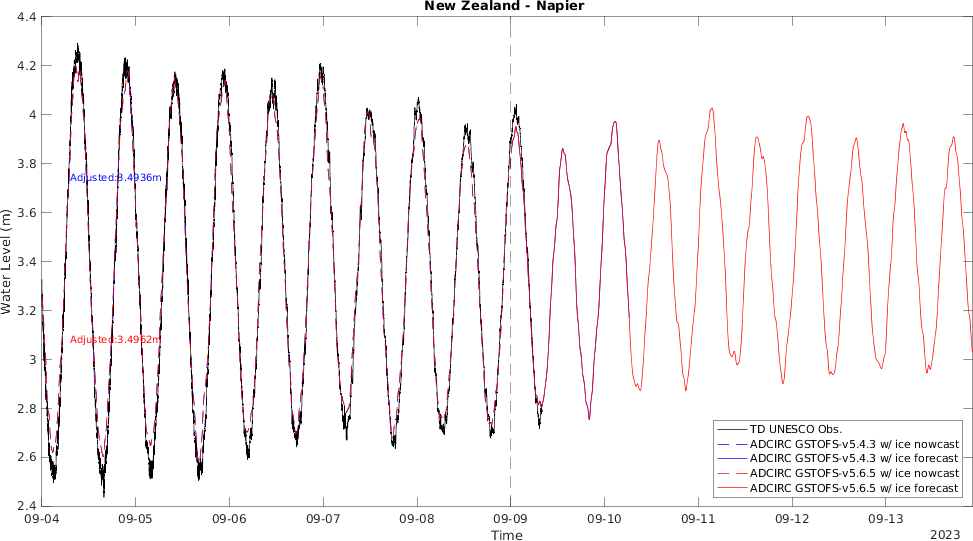 New Zealand - Napier
4.4
4.2
4
3.8
3.6
3.4
3.2
3
2.8
2.6
2.4
Water Level (m)
Adjusted:3.4936m
Adjusted:3.4962m
TD UNESCO Obs.
ADCIRC GSTOFS-v5.4.3 w/ ice nowcast
ADCIRC GSTOFS-v5.4.3 w/ ice forecast
ADCIRC GSTOFS-v5.6.5 w/ ice nowcast
ADCIRC GSTOFS-v5.6.5 w/ ice forecast
09-04 09-05 09-06 09-07 09-08 09-09 09-10 09-11 09-12 09-13
Time
2023